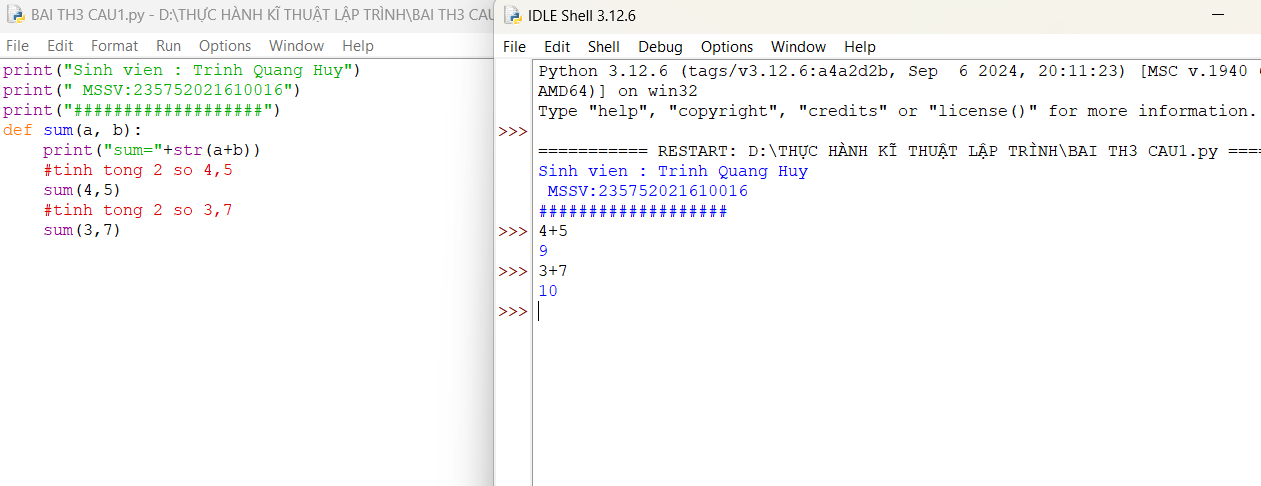 BAI TH3 CAU1.py - D:\THỰC HÀNH KĨ THUẬT LẬP TRÌNH\BAI TH3 CAU
File Edit Format Run Options Window Help
print("Sinh vien : Trinh Quang Huy")
print(" MSSV:235752021610016")
print("###################")
def sum(a, b):
    print("sum="+str(a+b))
    #tinh tong 2 so 4,5
    sum(4,5)
    #tinh tong 2 so 3,7
    sum(3,7)
IDLE Shell 3.12.6
File Edit Shell Debug Options Window Help
Python 3.12.6 (tags/v3.12.6:a4a2d2b, Sep  6 2024, 20:11:23) [MSC v.1940
AMD64)] on win32
Type "help", "copyright", "credits" or "license()" for more information.
>>>
=========== RESTART: D:\THỰC HÀNH KĨ THUẬT LẬP TRÌNH\BAI TH3 CAU1.py ====
Sinh vien : Trinh Quang Huy
 MSSV:235752021610016
###################
>>> 4+5
9
>>> 3+7
10
>>>